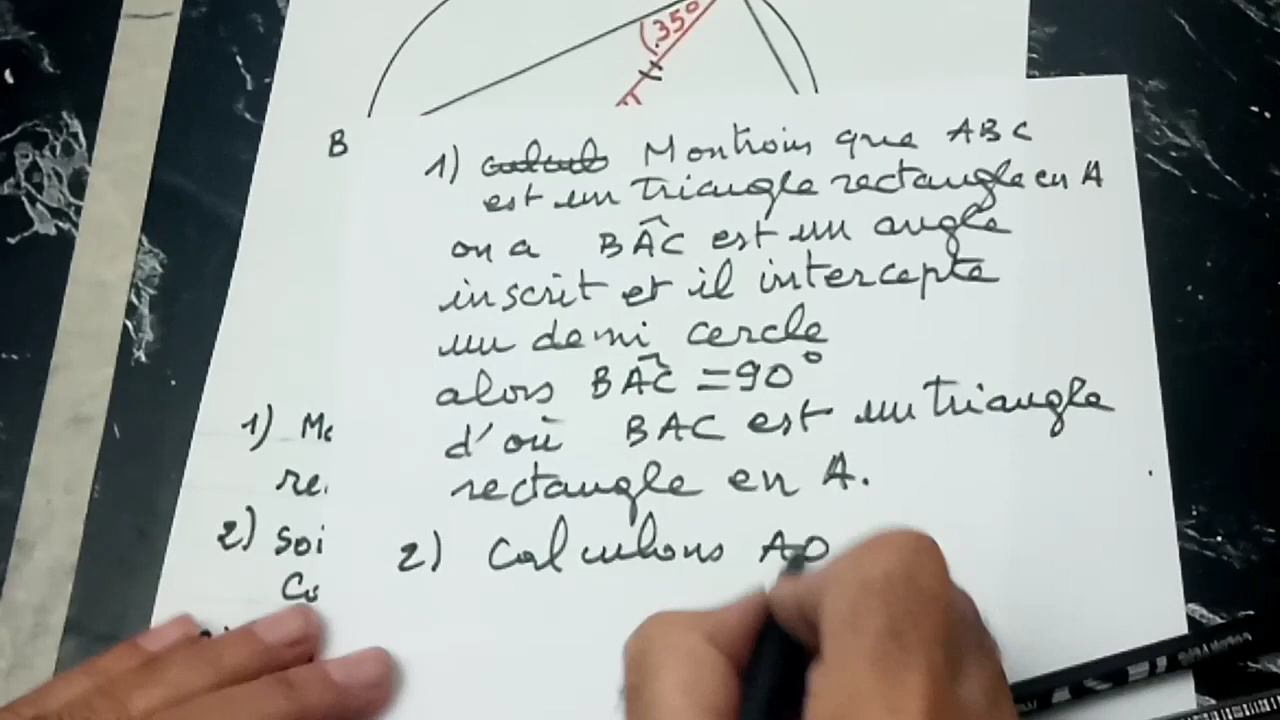 35°
B
1) calculs Montrons que ABC
est un triangle rectangle en A
on a BÂC est un angle
inscrit et il intercepte
un demi cercle
alors BÂC = 90°
d'où BAC est un triangle
rectangle en A.
2) Calculons AO
1) Mo
re
2) Soi